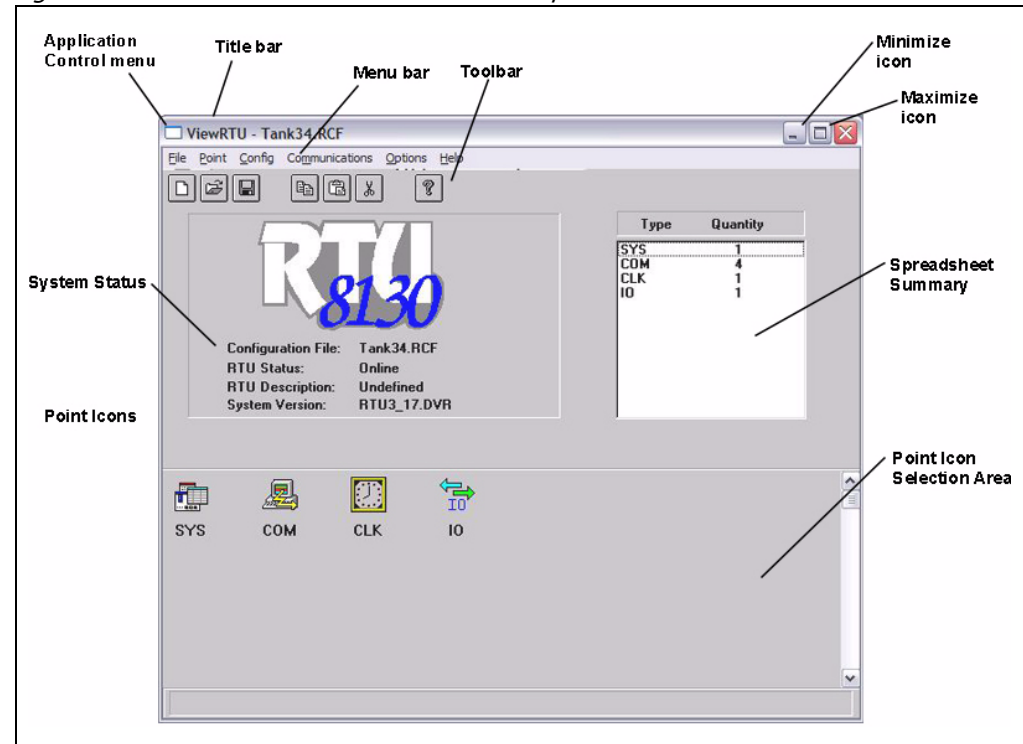 Application
Control menu
Title bar
Menu bar
Toolbar
Minimize
icon
Maximize
icon
ViewRTU - Tank34.RCF
File Point Config Communications Options Help
RTU
8130
Type Quantity
SYS 1
COM 4
CLK 1
IO 1
System Status
Spreadsheet
Summary
Configuration File: Tank34.RCF
RTU Status: Online
RTU Description: Undefined
System Version: RTU3_17.DVR
Point Icons
Point Icon
Selection Area
IO
SYS COM CLK IO